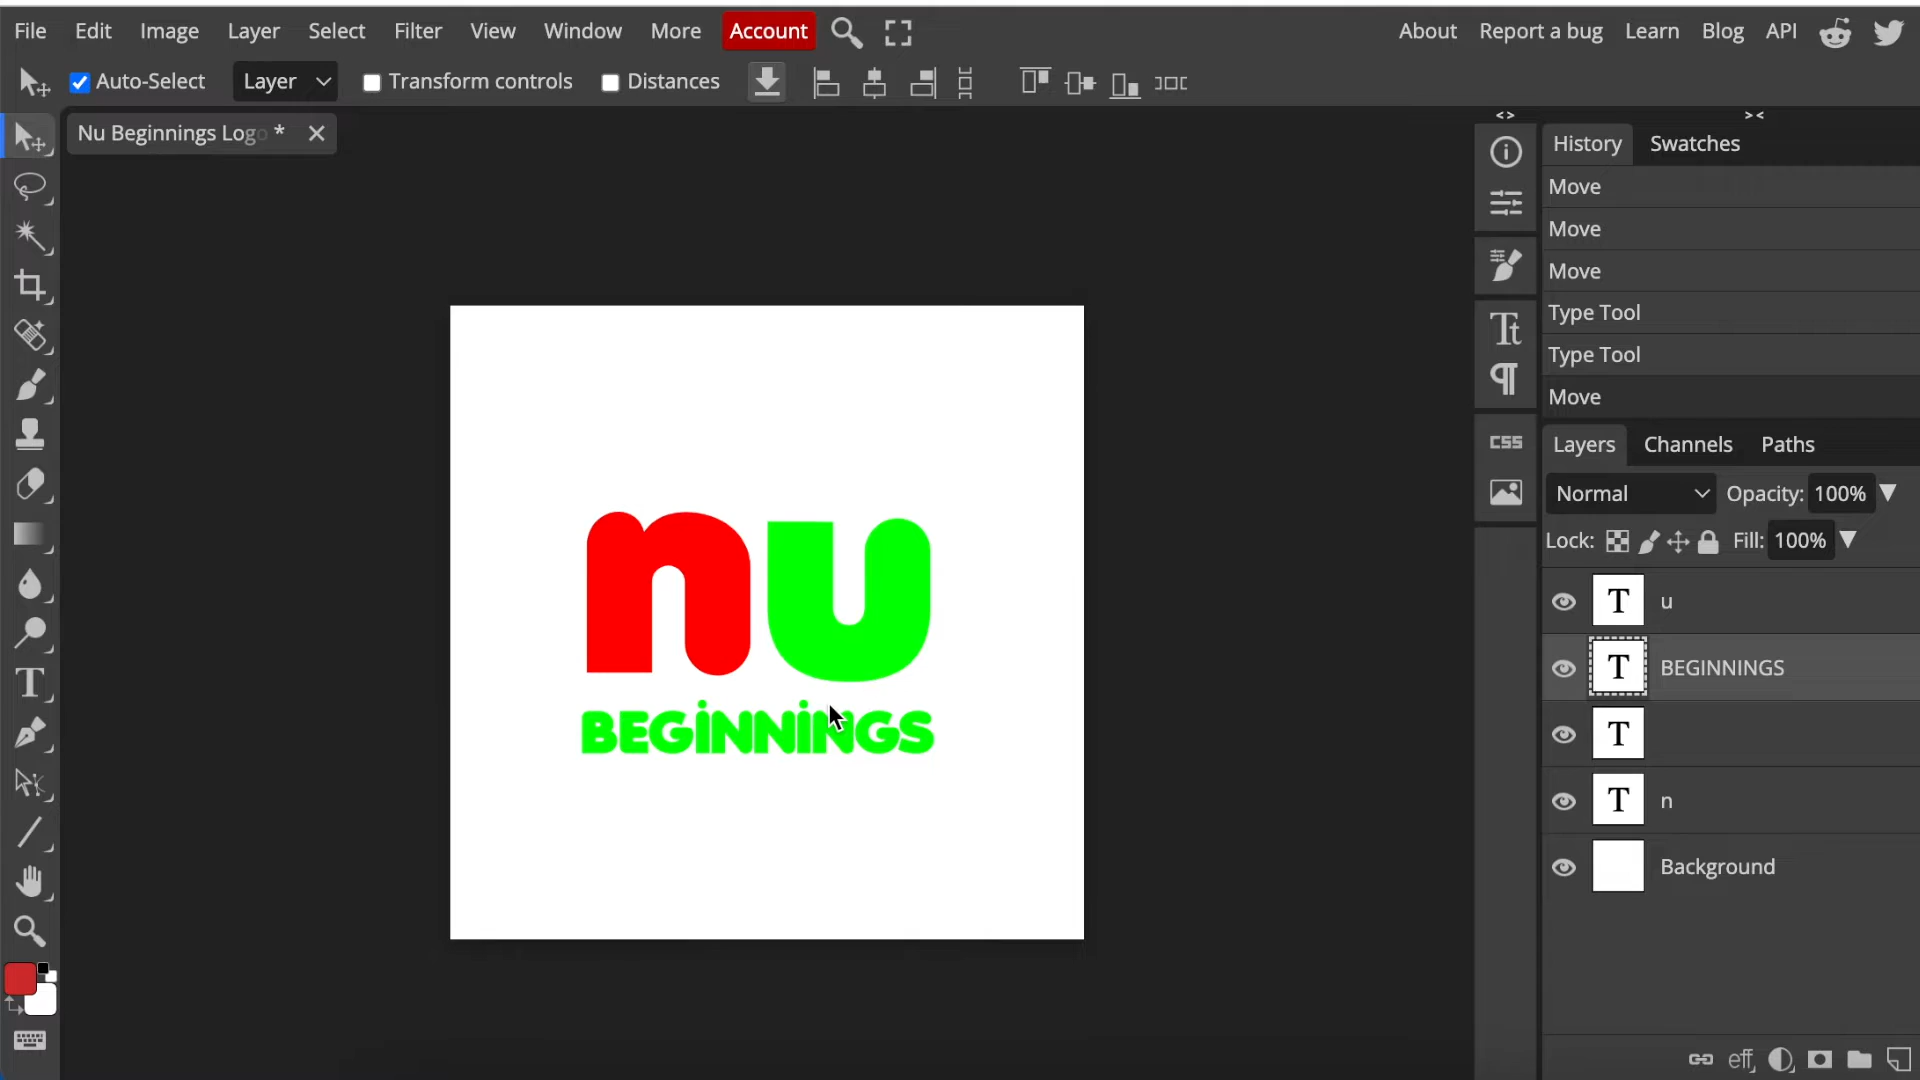 File Edit Image Layer Select Filter View Window More Account About Report a bug Learn Blog API
Auto-Select Layer Transform controls Distances
Nu Beginnings Logo *
History Swatches
Move
Move
Move
Type Tool
Type Tool
Move
Tt
CSS
Layers Channels Paths
Normal Opacity: 100%
Lock: Fill: 100%
T u
T BEGINNINGS
T
T n
Background
nu
BEGiNNiNGS
T
eff